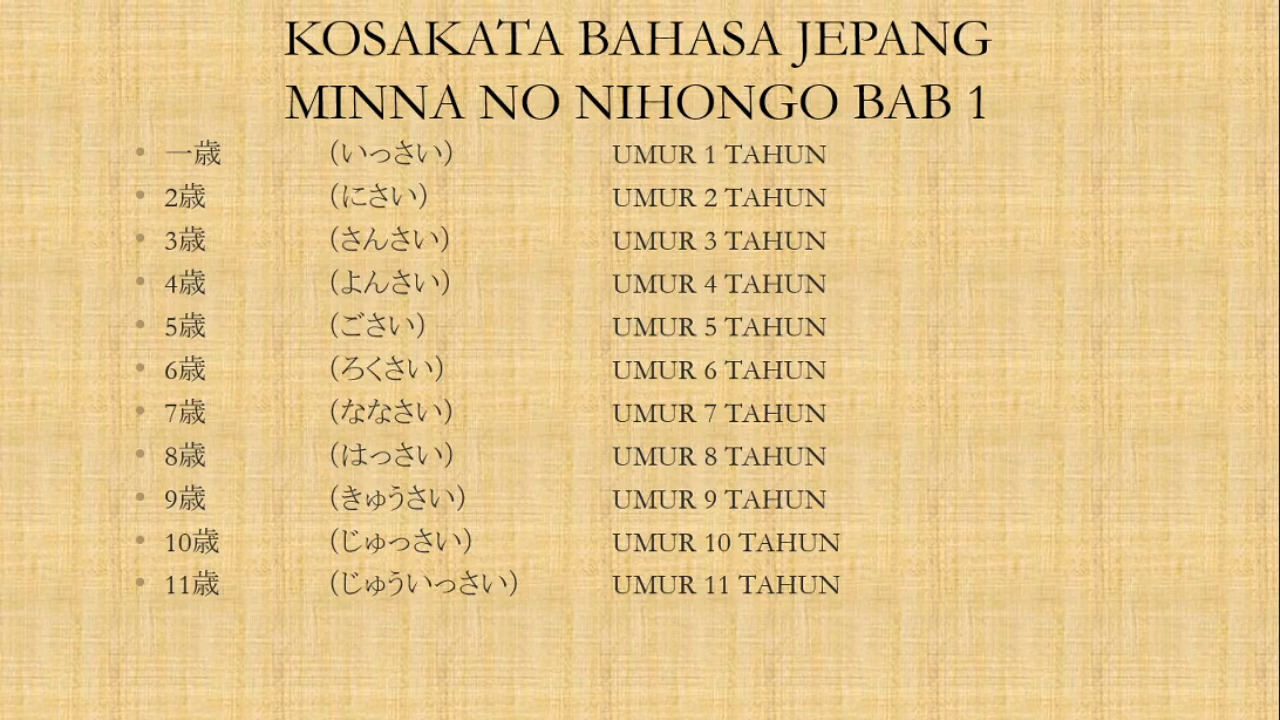 KOSAKATA BAHASA JEPANG
MINNA NO NIHONGO BAB 1
• 一歳 (いっさい) UMUR 1 TAHUN
• 2歳 (にさい) UMUR 2 TAHUN
• 3歳 (さんさい) UMUR 3 TAHUN
• 4歳 (よんさい) UMUR 4 TAHUN
• 5歳 (ごさい) UMUR 5 TAHUN
• 6歳 (ろくさい) UMUR 6 TAHUN
• 7歳 (ななさい) UMUR 7 TAHUN
• 8歳 (はっさい) UMUR 8 TAHUN
• 9歳 (きゅうさい) UMUR 9 TAHUN
• 10歳 (じゅっさい) UMUR 10 TAHUN
• 11歳 (じゅういっさい) UMUR 11 TAHUN